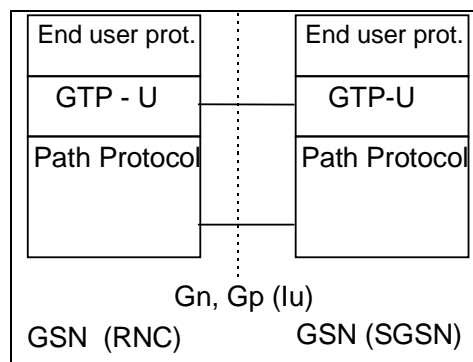 End user prot. End user prot.
GTP - U GTP-U
Path Protocol Path Protocol
Gn, Gp (Iu)
GSN (RNC) GSN (SGSN)